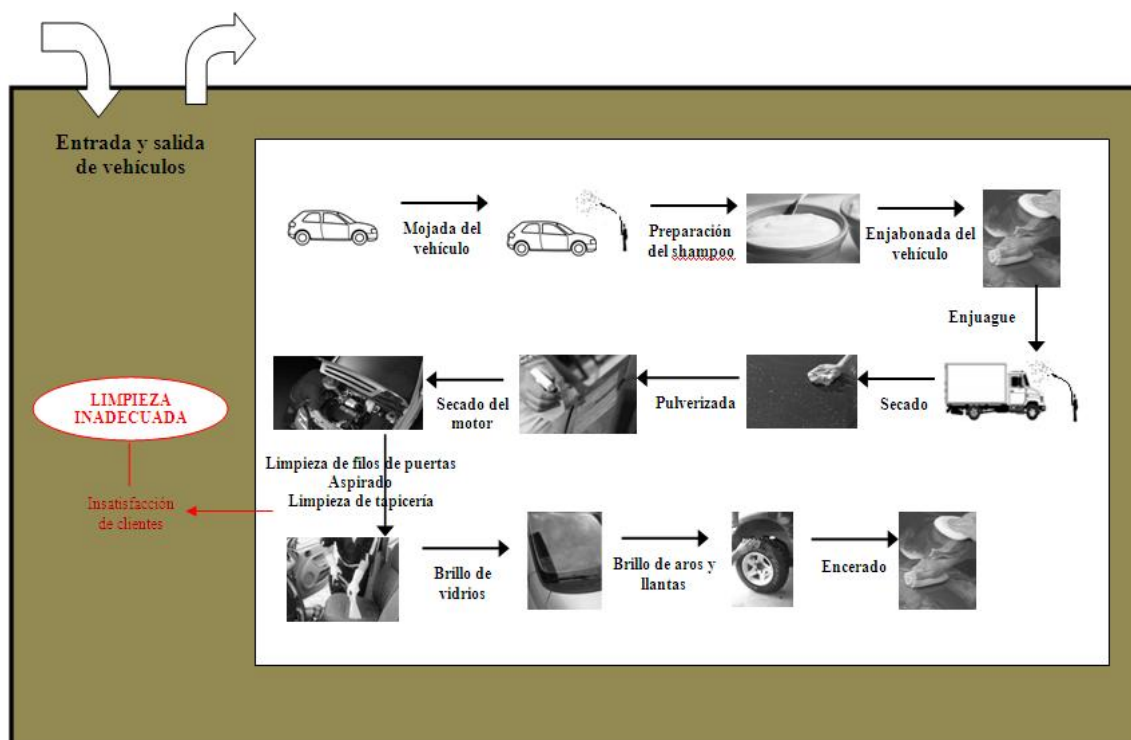 Entrada y salida
de vehículos
Mojada del
vehículo
Preparación
del shampoo
Enjabonada del
vehículo
Enjuague
Secado
Pulverizada
Secado del
motor
LIMPIEZA
INADECUADA
Insatisfacción
de clientes
Limpieza de filos de puertas
Aspirado
Limpieza de tapicería
Brillo de
vidrios
Brillo de aros y
llantas
Encerado